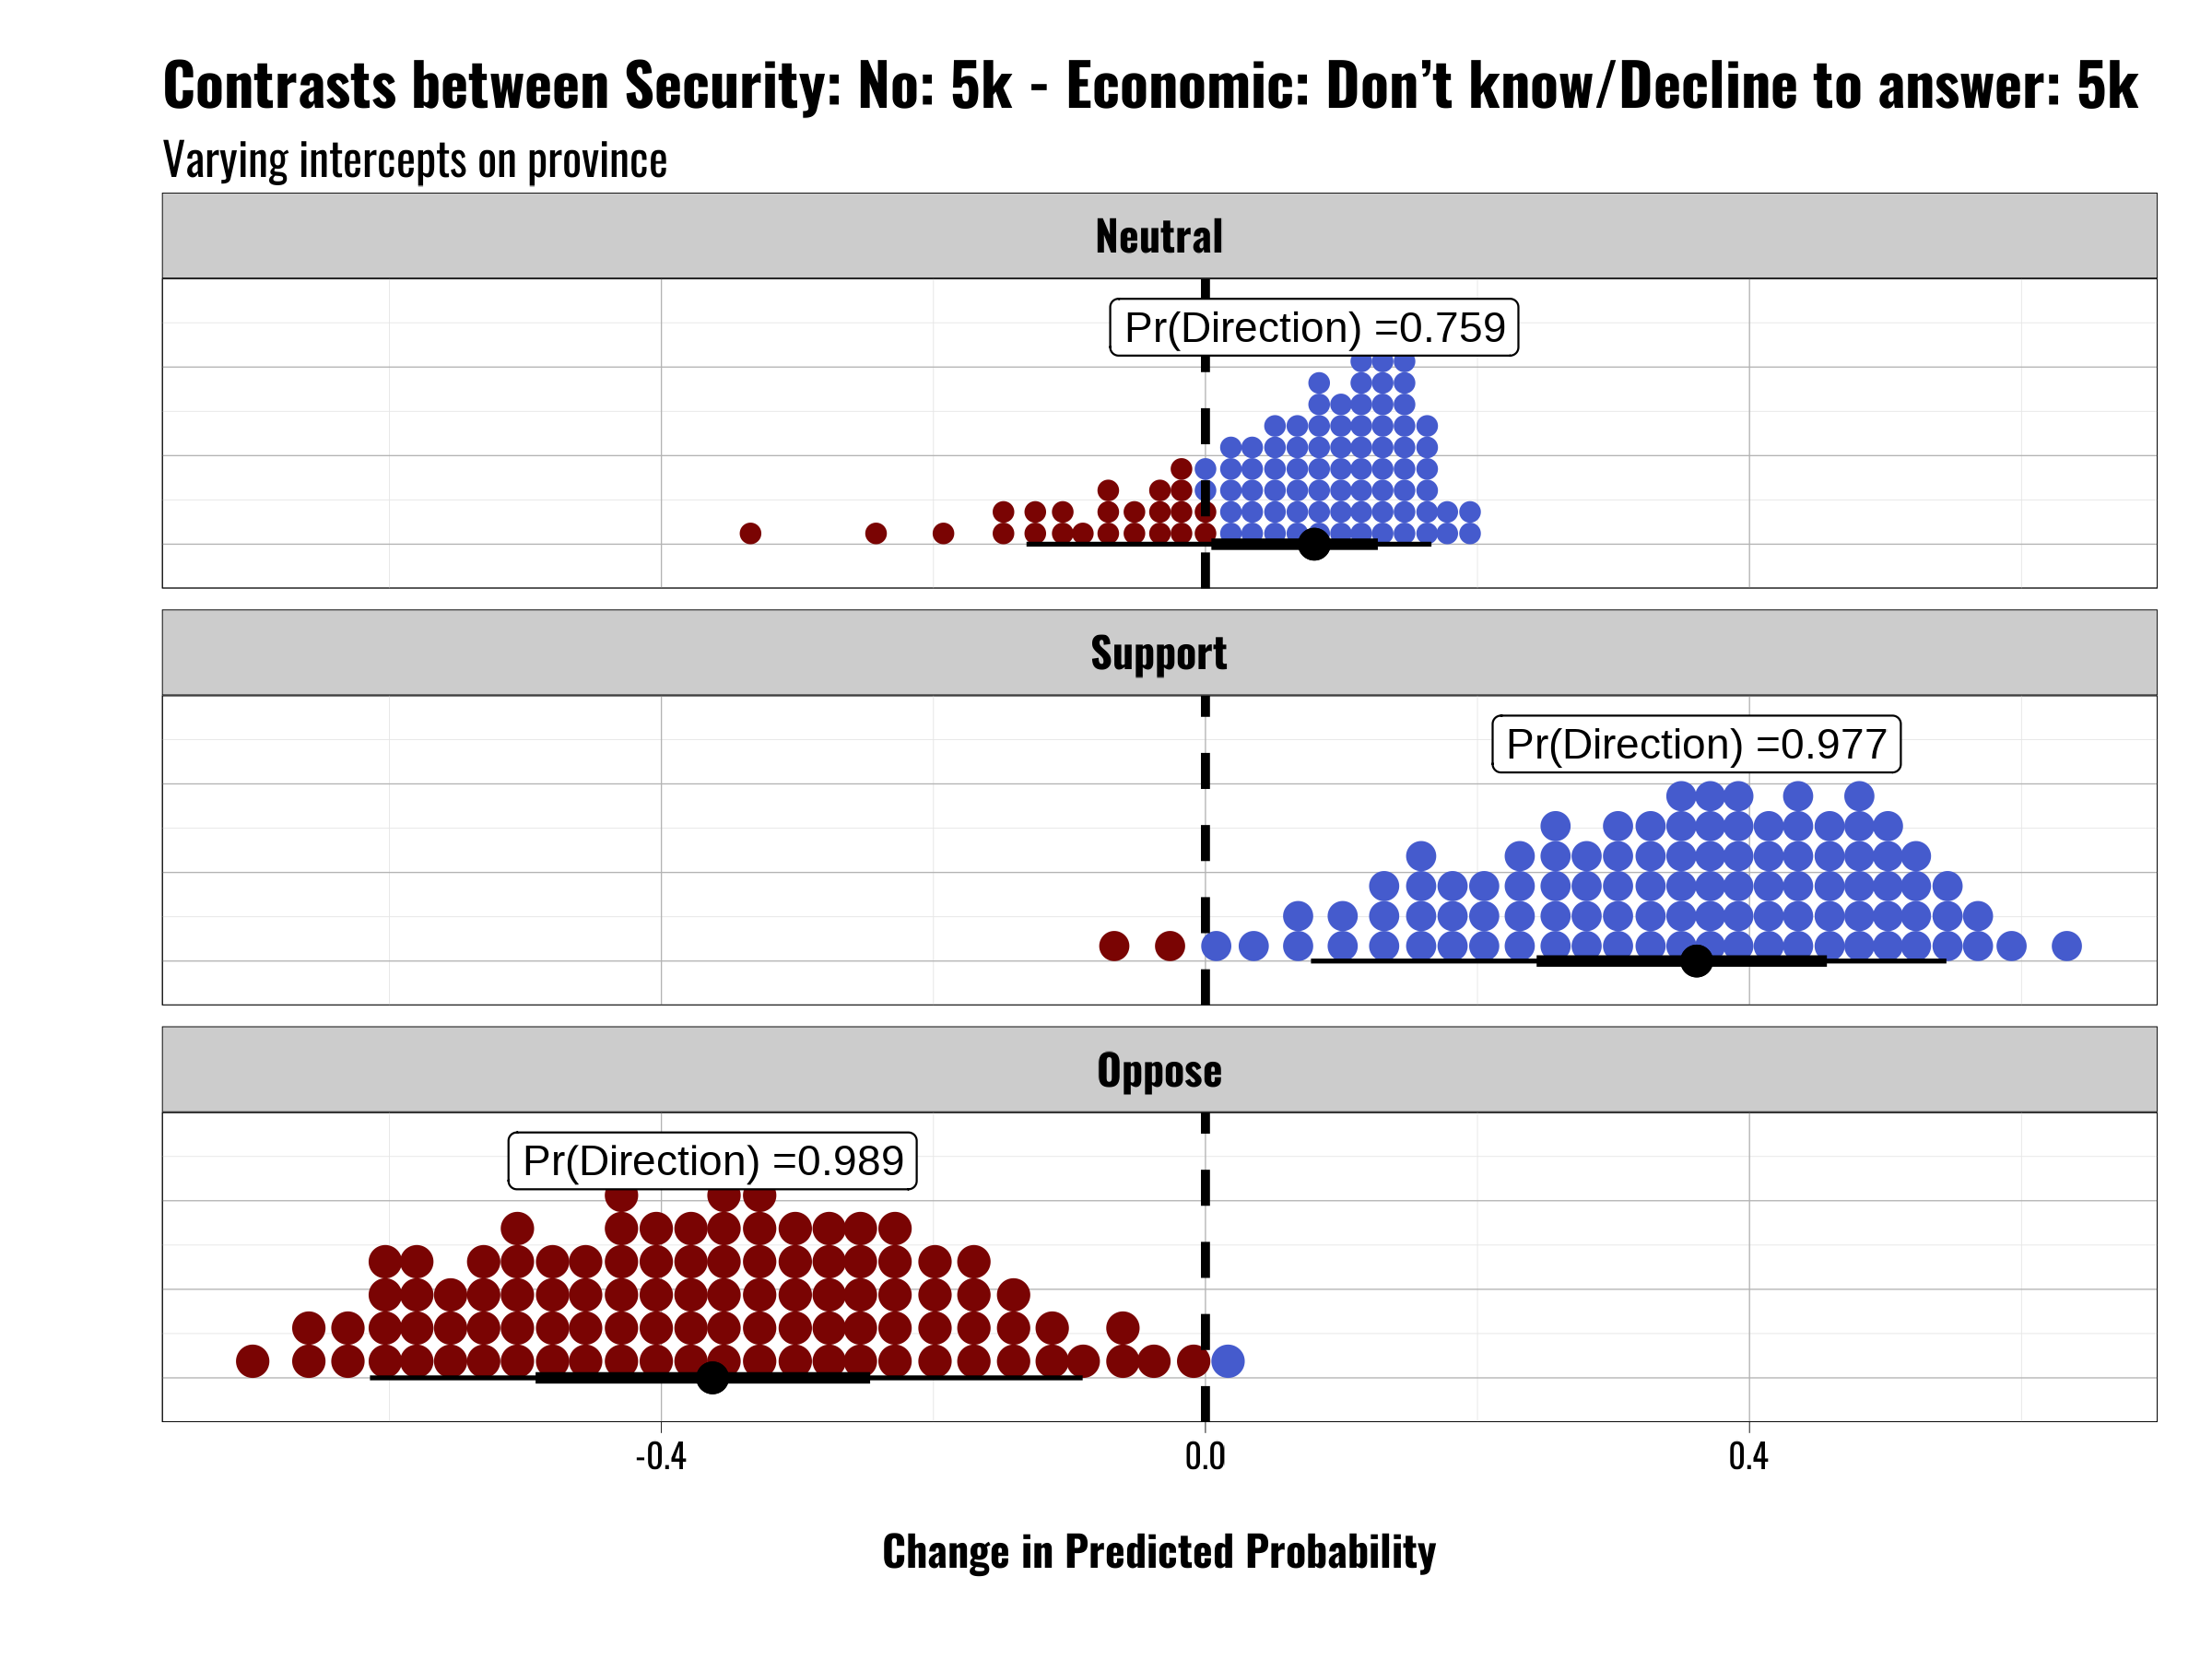 Contrasts between Security: No: 5k - Economic: Don’t know/Decline to answer: 5k
Varying intercepts on province
Neutral
Pr(Direction) =0.759
Support
Pr(Direction) =0.977
Oppose
Pr(Direction) =0.989
-0.4 0.0 0.4
Change in Predicted Probability